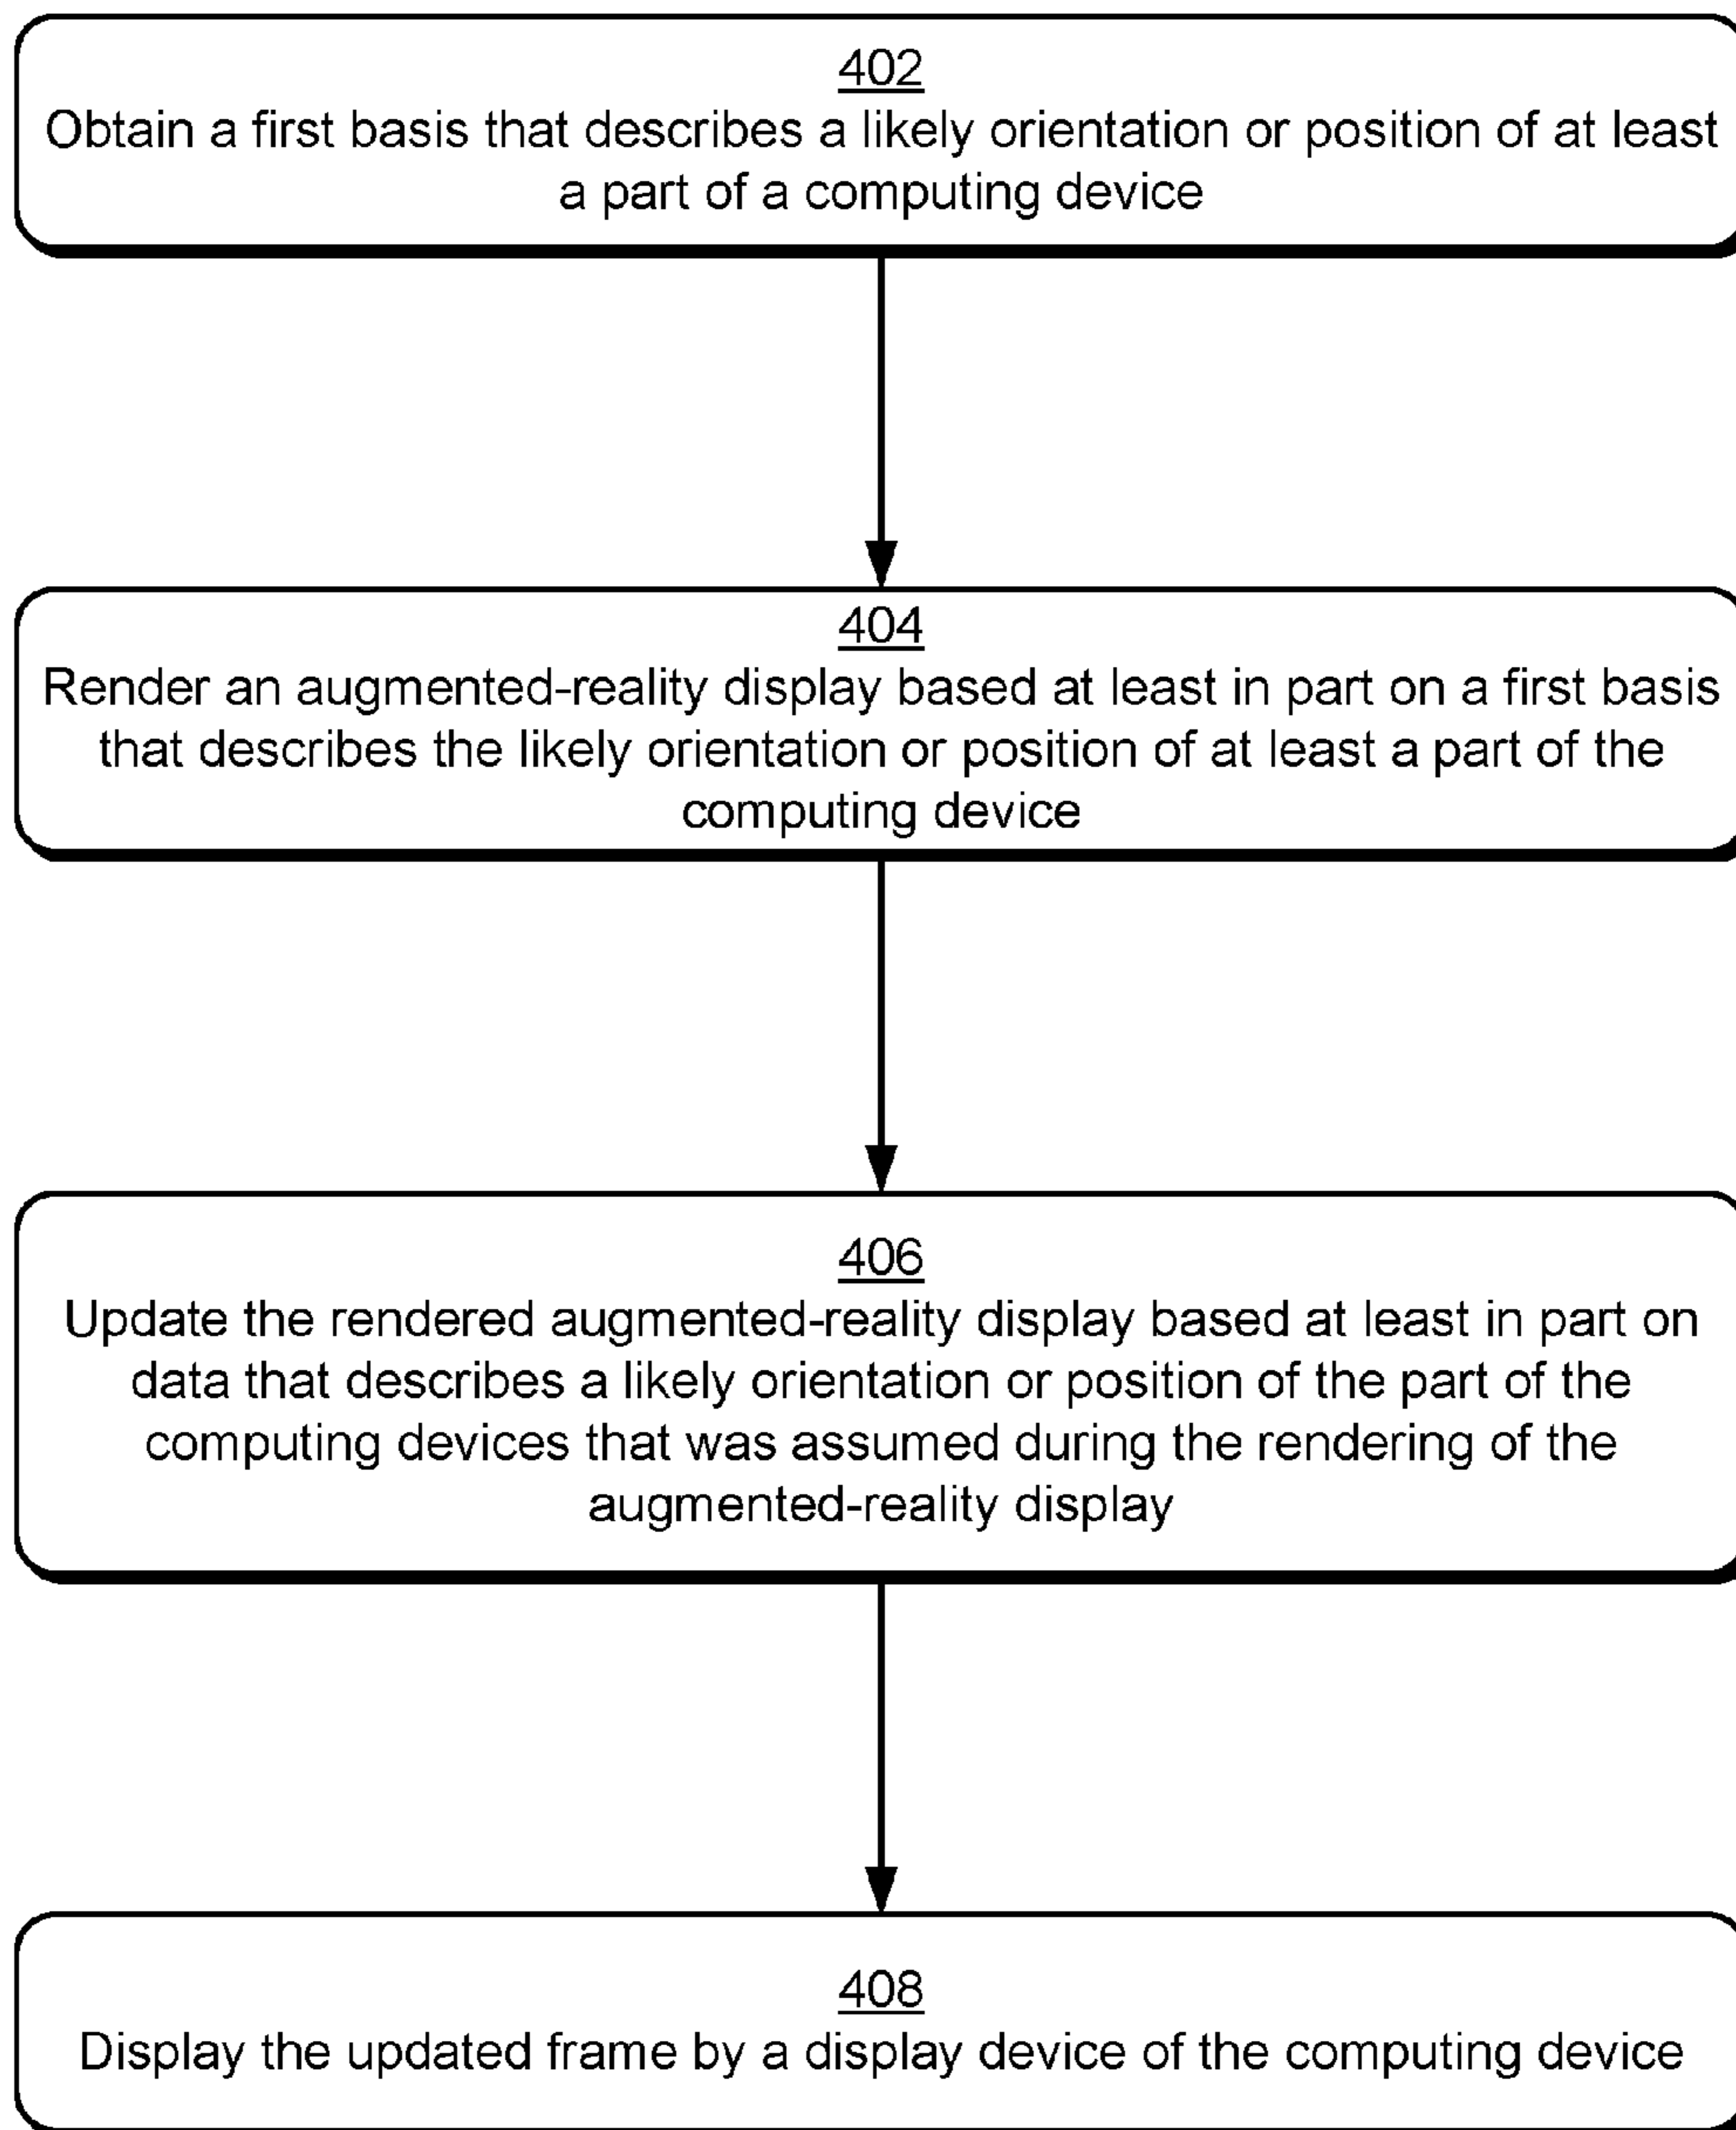 402
Obtain a first basis that describes a likely orientation or position of at least
a part of a computing device
404
Render an augmented-reality display based at least in part on a first basis
that describes the likely orientation or position of at least a part of the
computing device
406
Update the rendered augmented-reality display based at least in part on
data that describes a likely orientation or position of the part of the
computing devices that was assumed during the rendering of the
augmented-reality display
408
Display the updated frame by a display device of the computing device